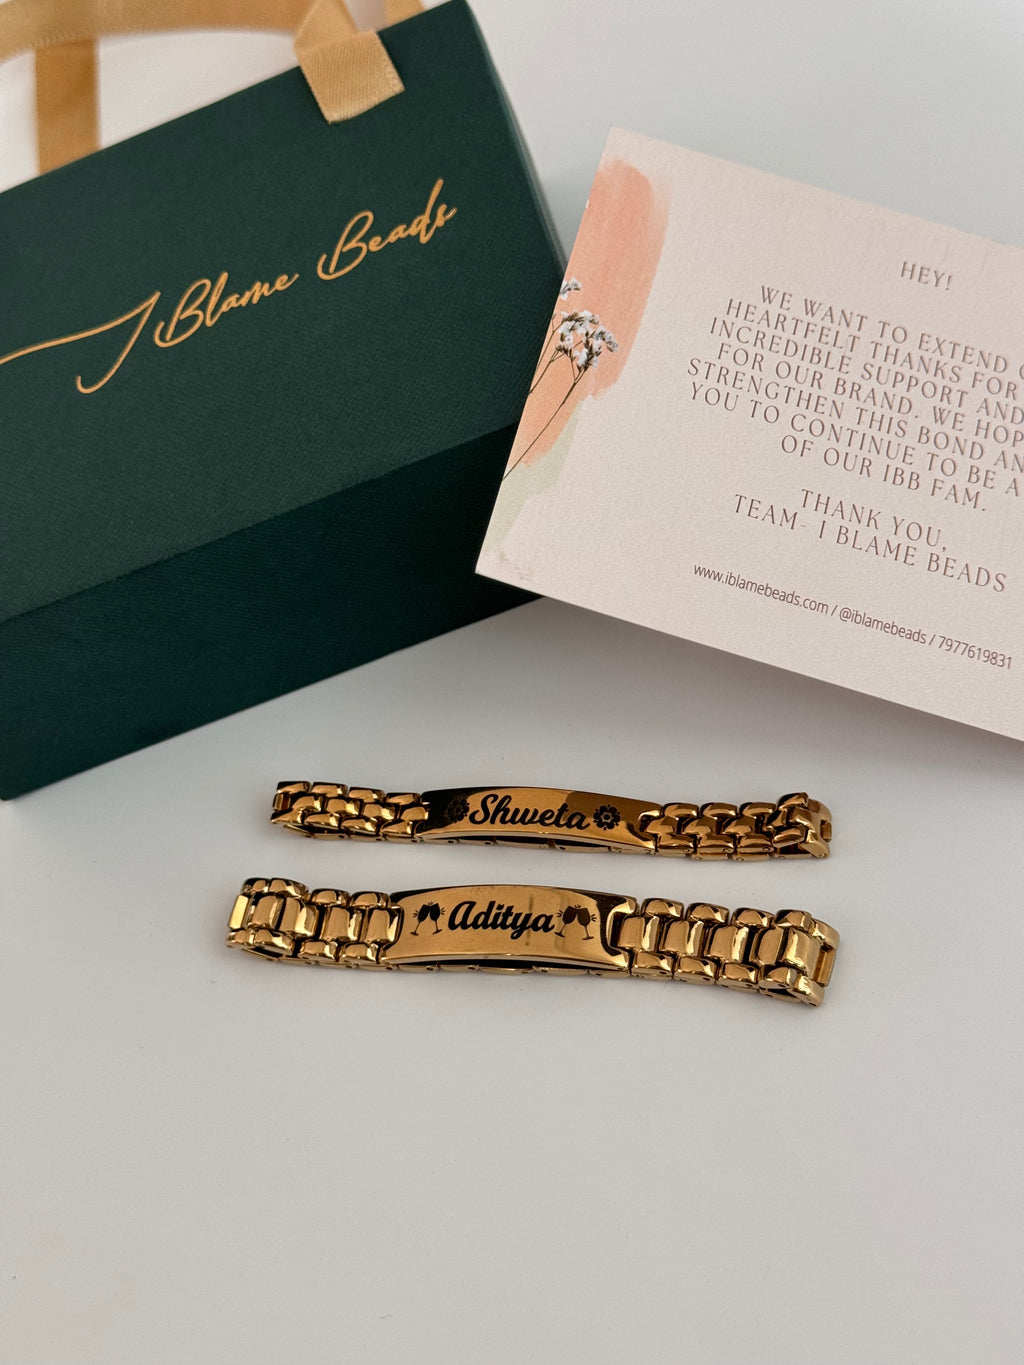 I Blame Beads
HEY!
WE WANT TO EXTEND
HEARTFELT THANKS FOR
INCREDIBLE SUPPORT AND
FOR OUR BRAND. WE HOP
STRENGTHEN THIS BOND AN
YOU TO CONTINUE TO BE A
OF OUR IBB FAM.
THANK YOU,
TEAM- I BLAME BEADS
www.iblamebeads.com / @iblamebeads / 7977619831
Shweta
Aditya